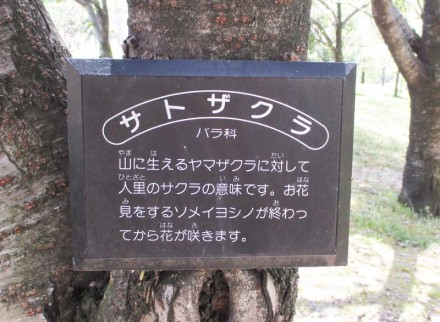 サトザクラ
バラ科
山に生えるヤマザクラに対して
人里のサクラの意味です。お花
見をするソメイヨシノが終わっ
てから花が咲きます。